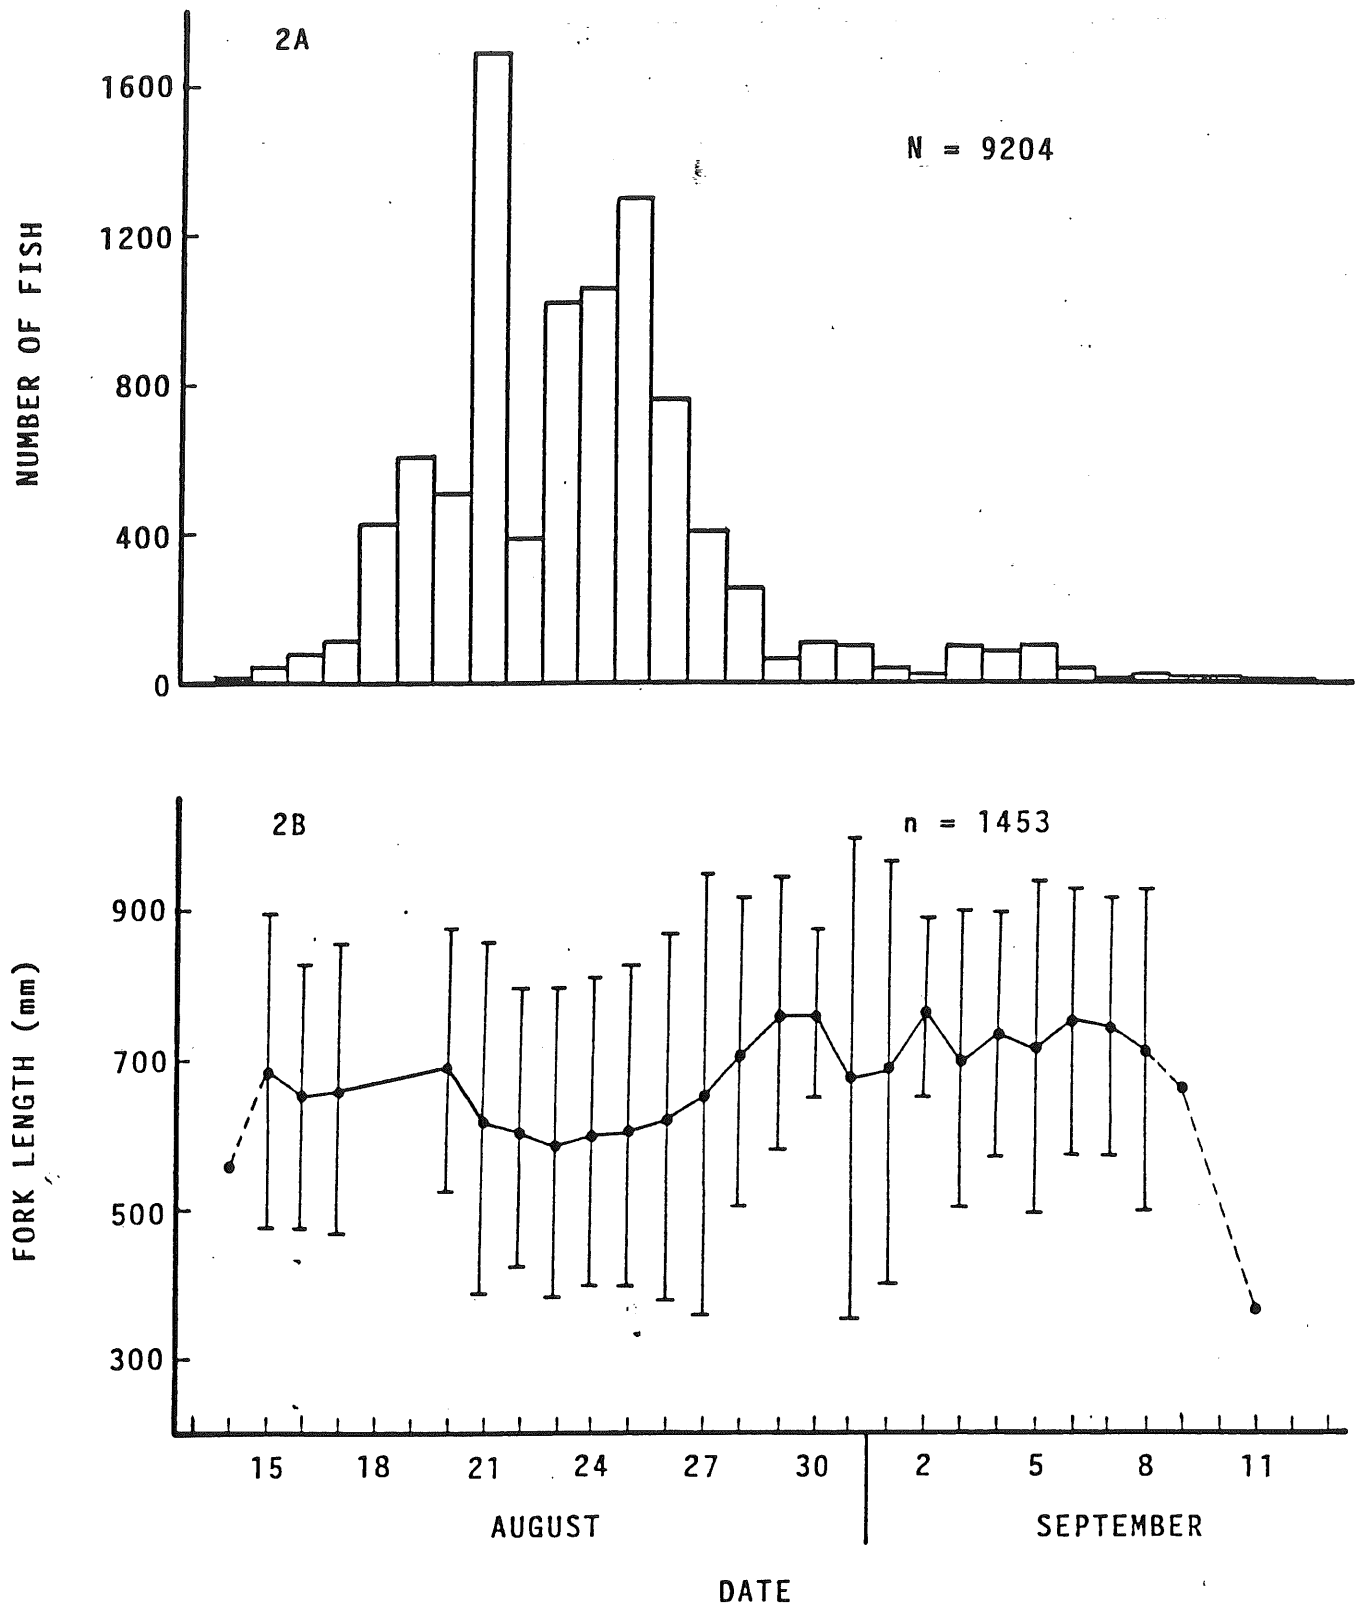 2A
1600
N = 9204
1200
800
400
0
NUMBER OF FISH
2B
n = 1453
900
700
500
300
FORK LENGTH (mm)
15 18 21 24 27 30 2 5 8 11
AUGUST SEPTEMBER
DATE